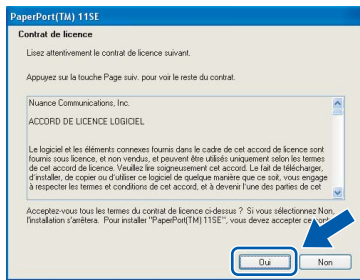 PaperPort(TM) 11SE
Contrat de licence
Lisez attentivement le contrat de licence suivant.
Appuyez sur la touche Page suiv. pour voir le reste du contrat.
Nuance Communications, Inc.
ACCORD DE LICENCE LOGICIEL
Le logiciel et les éléments connexes fournis dans le cadre de cet accord de licence sont
fournis sous licence, et non vendus, et peuvent être utilisés uniquement selon les termes
de cet accord de licence. Veuillez lire soigneusement cet accord. Le fait de télécharger,
d'installer, de copier ou d'utiliser ce logiciel de quelque manière que ce soit, vous engage
à respecter les termes et conditions de cet accord, et à devenir l'une des parties de cet
Acceptez-vous tous les termes du contrat de licence ci-dessus ? Si vous sélectionnez Non,
l'installation s'arrêtera. Pour installer "PaperPort(TM) 11SE", vous devez accepter ce
Oui
Non